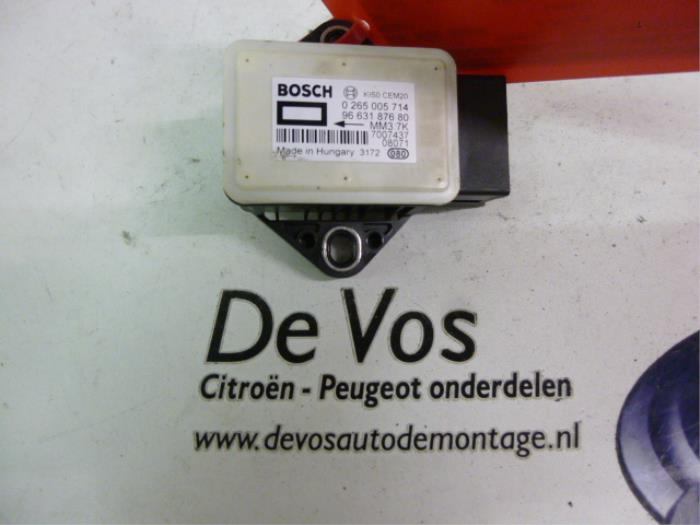 BOSCH KI50 CEM20
0 265 005 714
96 631 876 80
MM3.7K
7007437
08071
Made in Hungary 3172 080
De Vos
Citroën - Peugeot onderdelen
www.devosautodemontage.nl